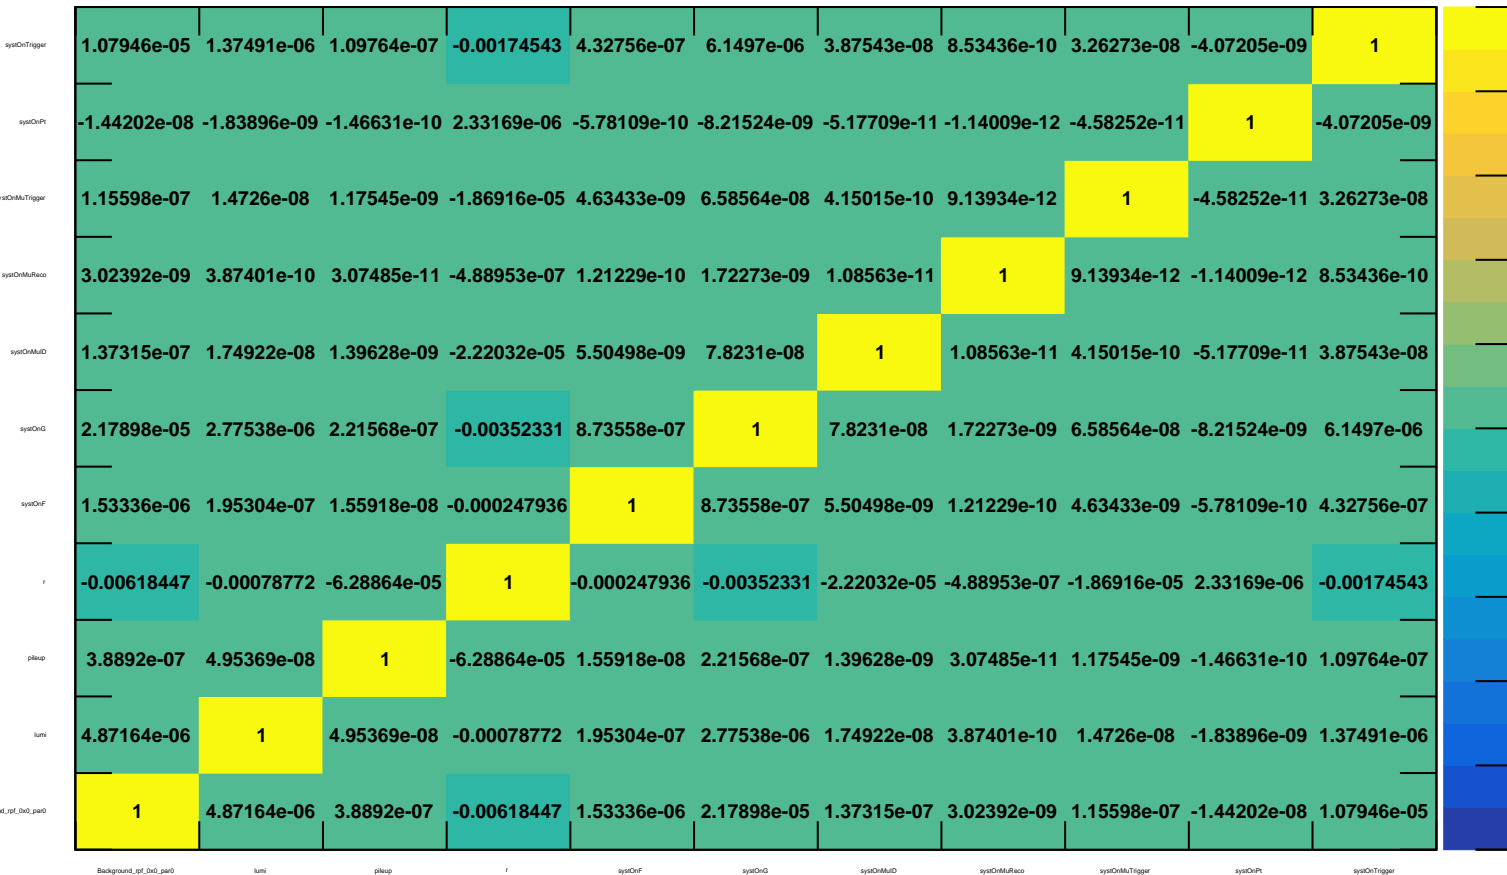 systOnTrigger 1.07946e-05 1.37491e-06 1.09764e-07 -0.00174543 4.32756e-07 6.1497e-06 3.87543e-08 8.53436e-10 3.26273e-08 -4.07205e-09 1
systOnPt -1.44202e-08 -1.83896e-09 -1.46631e-10 2.33169e-06 -5.78109e-10 -8.21524e-09 -5.17709e-11 -1.14009e-12 -4.58252e-11 1 -4.07205e-09
stOnMuTrigger 1.15598e-07 1.4726e-08 1.17545e-09 -1.86916e-05 4.63433e-09 6.58564e-08 4.15015e-10 9.13934e-12 1 -4.58252e-11 3.26273e-08
systOnMuReco 3.02392e-09 3.87401e-10 3.07485e-11 -4.88953e-07 1.21229e-10 1.72273e-09 1.08563e-11 1 9.13934e-12 -1.14009e-12 8.53436e-10
systOnMuID 1.37315e-07 1.74922e-08 1.39628e-09 -2.22032e-05 5.50498e-09 7.8231e-08 1 1.08563e-11 4.15015e-10 -5.17709e-11 3.87543e-08
systOnG 2.17898e-05 2.77538e-06 2.21568e-07 -0.00352331 8.73558e-07 1 7.8231e-08 1.72273e-09 6.58564e-08 -8.21524e-09 6.1497e-06
systOnF 1.53336e-06 1.95304e-07 1.55918e-08 -0.000247936 1 8.73558e-07 5.50498e-09 1.21229e-10 4.63433e-09 -5.78109e-10 4.32756e-07
r -0.00618447 -0.00078772 -6.28864e-05 1 -0.000247936 -0.00352331 -2.22032e-05 -4.88953e-07 -1.86916e-05 2.33169e-06 -0.00174543
pileup 3.8892e-07 4.95369e-08 1 -6.28864e-05 1.55918e-08 2.21568e-07 1.39628e-09 3.07485e-11 1.17545e-09 -1.46631e-10 1.09764e-07
lumi 4.87164e-06 1 4.95369e-08 -0.00078772 1.95304e-07 2.77538e-06 1.74922e-08 3.87401e-10 1.4726e-08 -1.83896e-09 1.37491e-06
d_rpf_0x0_par0 1 4.87164e-06 3.8892e-07 -0.00618447 1.53336e-06 2.17898e-05 1.37315e-07 3.02392e-09 1.15598e-07 -1.44202e-08 1.07946e-05
Background_rpf_0x0_par0 lumi pileup r systOnF systOnG systOnMuID systOnMuReco systOnMuTrigger systOnPt systOnTrigger